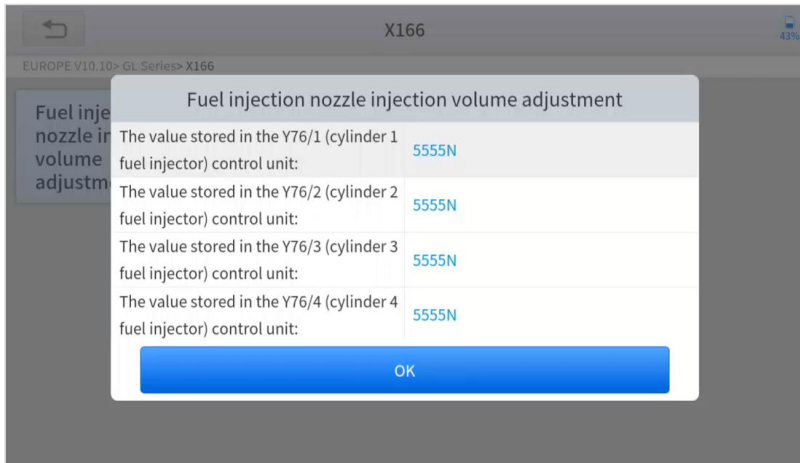 X166
43%
EUROPE V10.10> GL Series> X166
Fuel inje
nozzle in
volume
adjustm
Fuel injection nozzle injection volume adjustment
The value stored in the Y76/1 (cylinder 1
fuel injector) control unit:
5555N
The value stored in the Y76/2 (cylinder 2
fuel injector) control unit:
5555N
The value stored in the Y76/3 (cylinder 3
fuel injector) control unit:
5555N
The value stored in the Y76/4 (cylinder 4
fuel injector) control unit:
5555N
OK